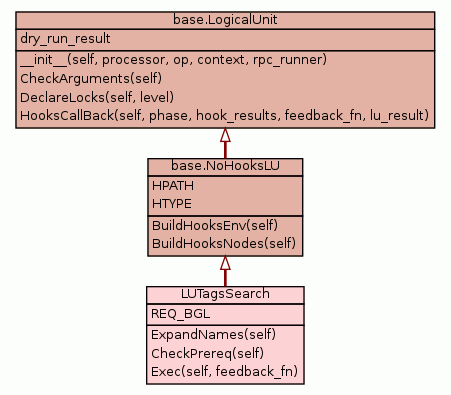 base.LogicalUnit
dry_run_result
__init__(self, processor, op, context, rpc_runner)
CheckArguments(self)
DeclareLocks(self, level)
HooksCallBack(self, phase, hook_results, feedback_fn, lu_result)
base.NoHooksLU
HPATH
HTYPE
BuildHooksEnv(self)
BuildHooksNodes(self)
LUTagsSearch
REQ_BGL
ExpandNames(self)
CheckPrereq(self)
Exec(self, feedback_fn)